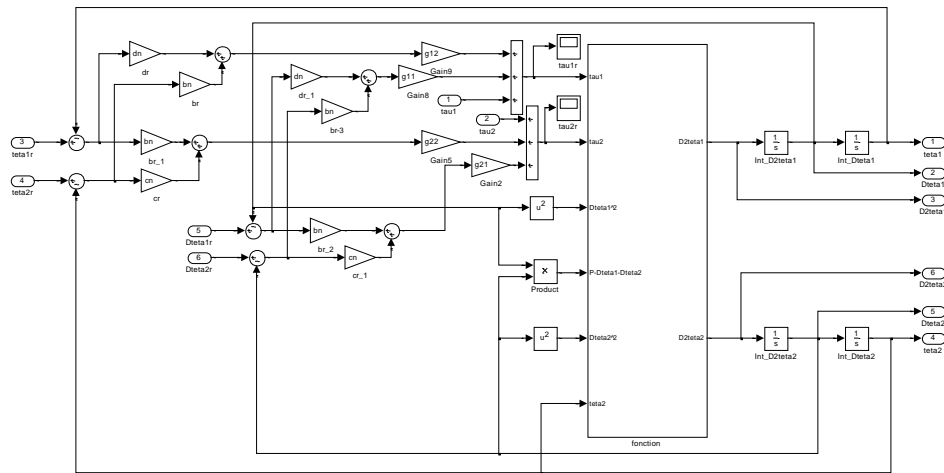 dn
dr
bn
br
g12
Gain9
dn
dr_1
bn
br-3
g11
Gain8
1
tau1
tau1r
tau1
2
tau2
tau2r
tau2
3
teta1r
bn
br_1
4
teta2r
cn
cr
g22
Gain5
g21
Gain2
D2teta1
1
s
Int_D2teta1
1
s
Int_Dteta1
1
teta1
2
Dteta1
3
D2teta1
5
Dteta1r
bn
br_2
6
Dteta2r
cn
cr_1
u2
Dteta1^2
×
Product
P-Dteta1-Dteta2
u2
Dteta2^2
teta2
fonction
D2teta2
1
s
Int_D2teta2
1
s
Int_Dteta2
6
D2teta2
5
Dteta2
4
teta2